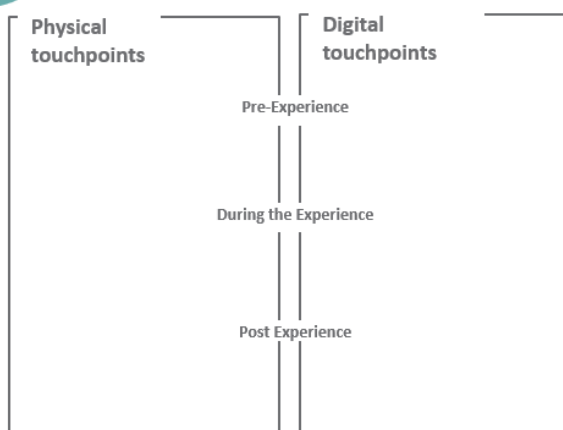 Physical
touchpoints
Digital
touchpoints
Pre-Experience
During the Experience
Post Experience